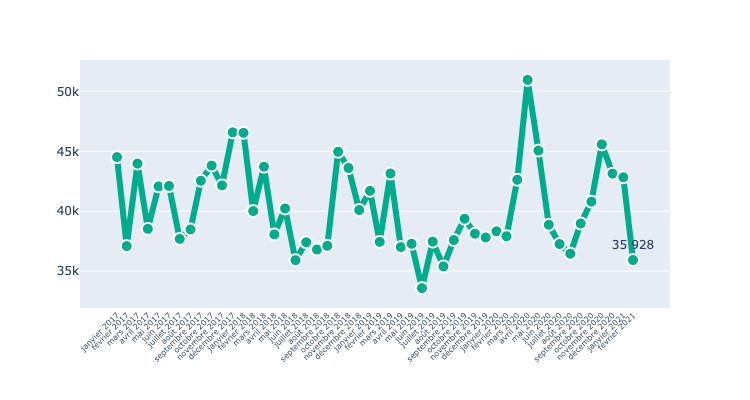 50k
45k
40k
35k
35 928
janvier 2017
février 2017
mars 2017
avril 2017
mai 2017
juin 2017
juillet 2017
août 2017
septembre 2017
octobre 2017
novembre 2017
décembre 2017
janvier 2018
février 2018
mars 2018
avril 2018
mai 2018
juin 2018
juillet 2018
août 2018
septembre 2018
octobre 2018
novembre 2018
décembre 2018
janvier 2019
février 2019
mars 2019
avril 2019
mai 2019
juin 2019
juillet 2019
août 2019
septembre 2019
octobre 2019
novembre 2019
décembre 2019
janvier 2020
février 2020
mars 2020
avril 2020
mai 2020
juin 2020
juillet 2020
août 2020
septembre 2020
octobre 2020
novembre 2020
décembre 2020
janvier 2021
février 2021